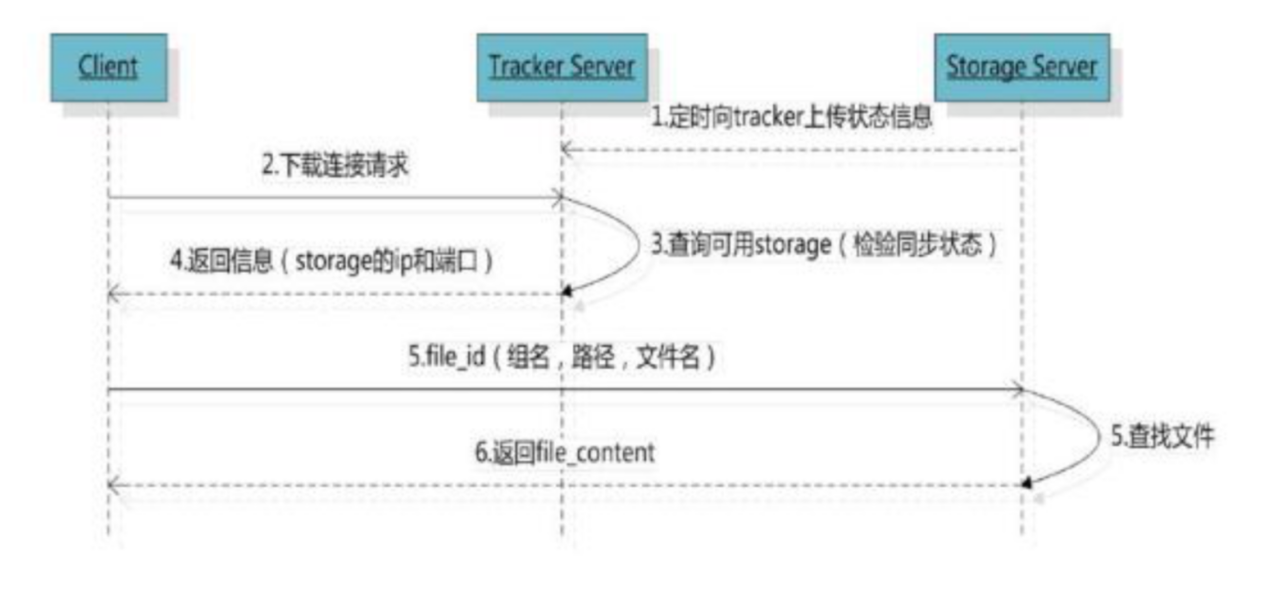 Client
Tracker Server
Storage Server
1.定时向tracker上传状态信息
2.下载连接请求
3.查询可用storage（检验同步状态）
4.返回信息（storage的ip和端口）
5.file_id（组名，路径，文件名）
5.查找文件
6.返回file_content